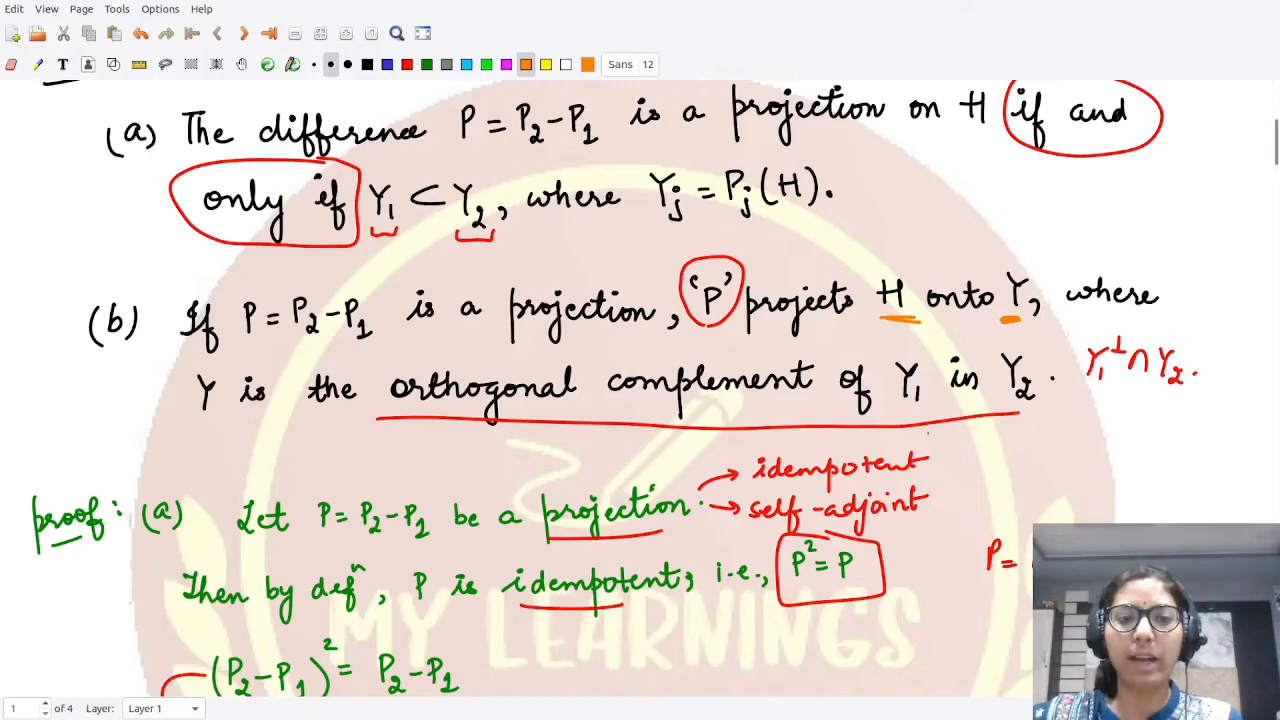 Edit View Page Tools Options Help
Sans 12
(a) The difference P = P₂-P₁ is a projection on H if and
only if Y₁ ⊂ Y₂, where Yⱼ = Pⱼ(H).
(b) If P = P₂-P₁ is a projection, 'P' projects H onto Y, where
Y is the orthogonal complement of Y₁ in Y₂. Y₁^⊥ ∩ Y₂.
→ idempotent
proof: (a) Let P = P₂-P₁ be a projection. → self-adjoint
Then by defⁿ, P is idempotent, i.e., P² = P P =
(P₂-P₁)² = P₂-P₁
MY LEARNINGS
1 of 4 Layer: Layer 1